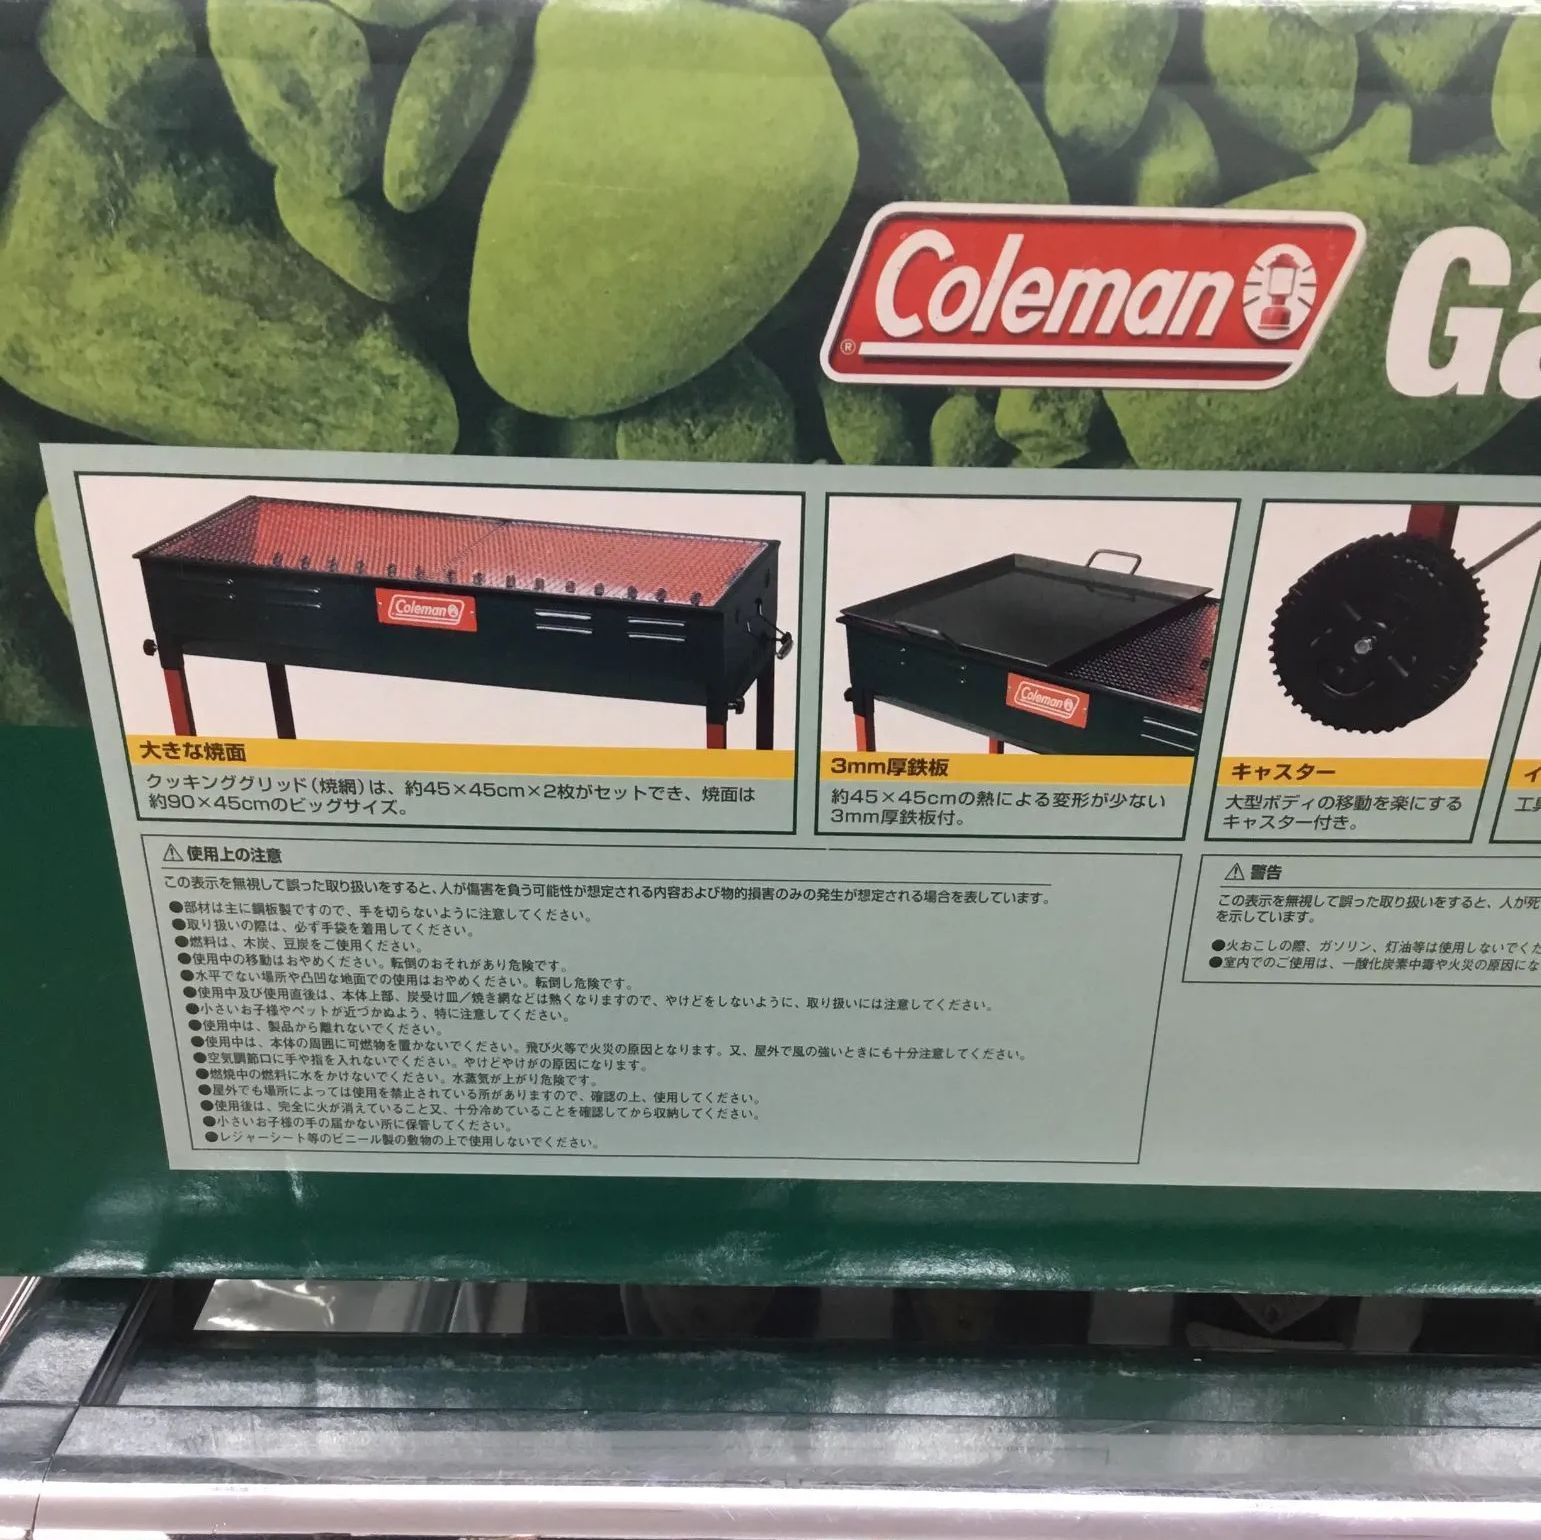 Coleman Ga
®
Coleman
Coleman
大きな焼面
クッキンググリッド(焼網)は、約45×45cm×2枚がセットでき、焼面は
約90×45cmのビッグサイズ。
3mm厚鉄板
約45×45cmの熱による変形が少ない
3mm厚鉄板付。
キャスター
大型ボディの移動を楽にする
キャスター付き。
イ
工具
⚠使用上の注意
この表示を無視して誤った取り扱いをすると、人が傷害を負う可能性が想定される内容および物的損害のみの発生が想定される場合を表しています。
●部材は主に鋼板製ですので、手を切らないように注意してください。
●取り扱いの際は、必ず手袋を着用してください。
●燃料は、木炭、豆炭をご使用ください。
●使用中の移動はおやめください。転倒のおそれがあり危険です。
●水平でない場所や凸凹な地面での使用はおやめください。転倒し危険です。
●使用中及び使用直後は、本体上部、炭受け皿/焼き網などは熱くなりますので、やけどをしないように、取り扱いには注意してください。
●小さいお子様やペットが近づかぬよう、特に注意してください。
●使用中は、製品から離れないでください。
●使用中は、本体の周囲に可燃物を置かないでください。飛び火等で火災の原因となります。又、屋外で風の強いときにも十分注意してください。
●空気調節口に手や指を入れないでください。やけどやけがの原因になります。
●燃焼中の燃料に水をかけないでください。水蒸気が上がり危険です。
●屋外でも場所によっては使用を禁止されている所がありますので、確認の上、使用してください。
●使用後は、完全に火が消えていること又、十分冷めていることを確認してから収納してください。
●小さいお子様の手の届かない所に保管してください。
●レジャーシート等のビニール製の敷物の上で使用しないでください。
⚠警告
この表示を無視して誤った取り扱いをすると、人が死
を示しています。
●火おこしの際、ガソリン、灯油等は使用しないでくだ
●室内でのご使用は、一酸化炭素中毒や火災の原因にな